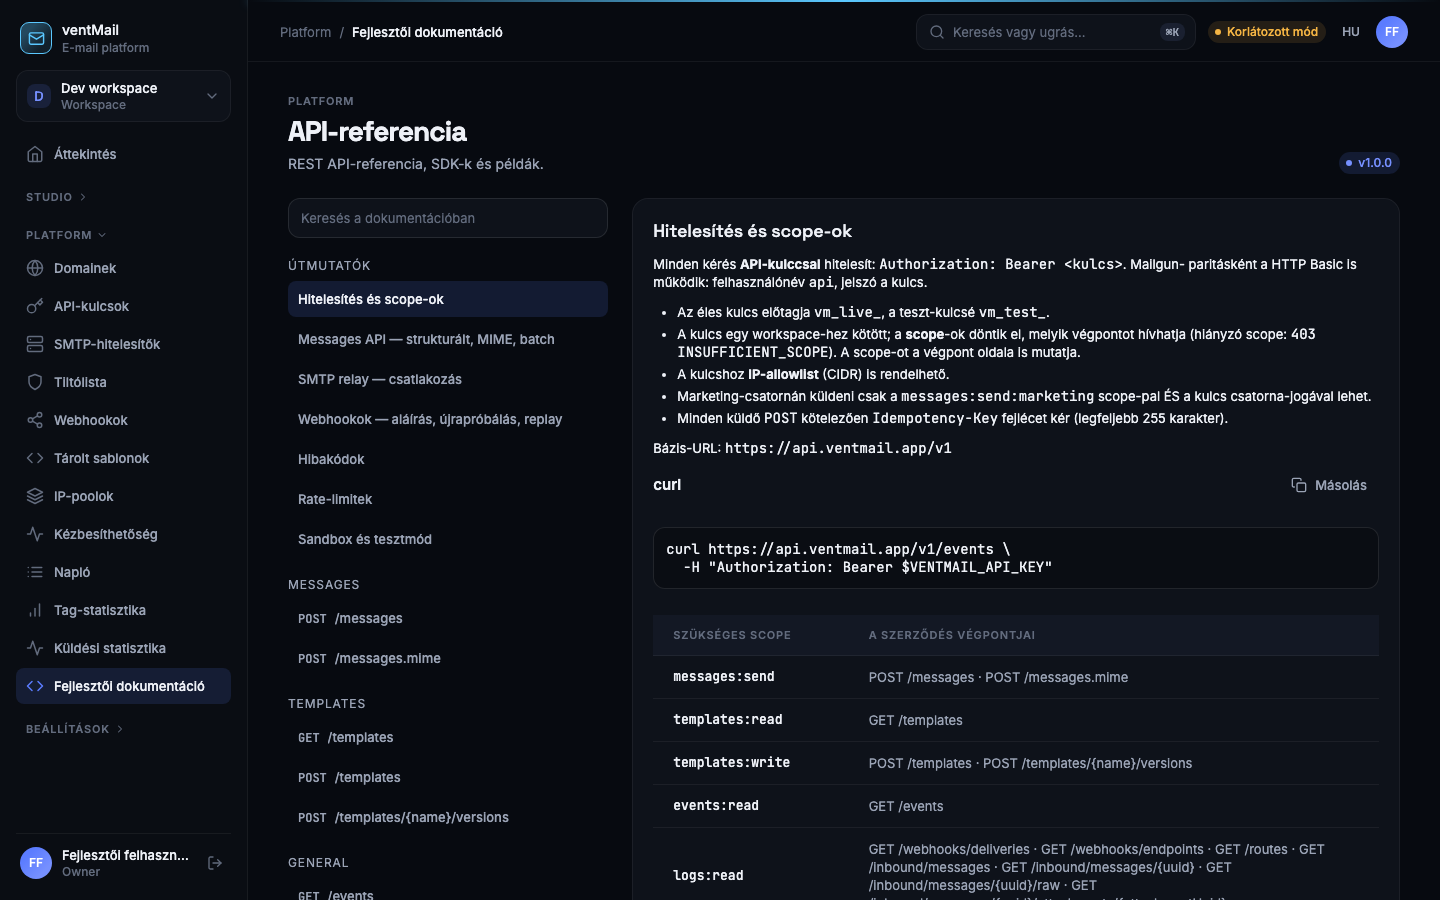 ventMail
E-mail platform
Dev workspace
D
Workspace
Áttekintés
STUDIO
PLATFORM
Domainek
API-kulcsok
SMTP-hitelesítők
Tiltólista
Webhookok
Tárolt sablonok
IP-poolok
Kézbesíthetőség
Napló
Tag-statisztika
Küldési statisztika
Fejlesztői dokumentáció
BEÁLLÍTÁSOK
FF
Fejlesztői felhaszn...
Owner
Platform / Fejlesztői dokumentáció
Keresés vagy ugrás...
⌘K
Korlátozott mód
HU
FF
PLATFORM
API-referencia
REST API-referencia, SDK-k és példák.
v1.0.0
Keresés a dokumentációban
ÚTMUTATÓK
Hitelesítés és scope-ok
Messages API — strukturált, MIME, batch
SMTP relay — csatlakozás
Webhookok — aláírás, újrapróbálás, replay
Hibakódok
Rate-limitek
Sandbox és tesztmód
MESSAGES
POST /messages
POST /messages.mime
TEMPLATES
GET /templates
POST /templates
POST /templates/{name}/versions
GENERAL
GET /events
Hitelesítés és scope-ok
Minden kérés API-kulccsal hitelesít: Authorization: Bearer <kulcs>. Mailgun- paritásként a HTTP Basic is
működik: felhasználónév api, jelszó a kulcs.
• Az éles kulcs előtagja vm_live_, a teszt-kulcsé vm_test_.
• A kulcs egy workspace-hez kötött; a scope-ok döntik el, melyik végpontot hívhatja (hiányzó scope: 403
INSUFFICIENT_SCOPE). A scope-ot a végpont oldala is mutatja.
• A kulcshoz IP-allowlist (CIDR) is rendelhető.
• Marketing-csatornán küldeni csak a messages:send:marketing scope-pal ÉS a kulcs csatorna-jogával lehet.
• Minden küldő POST kötelezően Idempotency-Key fejlécet kér (legfeljebb 255 karakter).
Bázis-URL: https://api.ventmail.app/v1
curl
Másolás
curl https://api.ventmail.app/v1/events \
-H "Authorization: Bearer $VENTMAIL_API_KEY"
SZÜKSÉGES SCOPE
A SZERZŐDÉS VÉGPONTJAI
messages:send
POST /messages · POST /messages.mime
templates:read
GET /templates
templates:write
POST /templates · POST /templates/{name}/versions
events:read
GET /events
logs:read
GET /webhooks/deliveries · GET /webhooks/endpoints · GET /routes · GET
/inbound/messages · GET /inbound/messages/{uuid} · GET
/inbound/messages/{uuid}/raw · GET